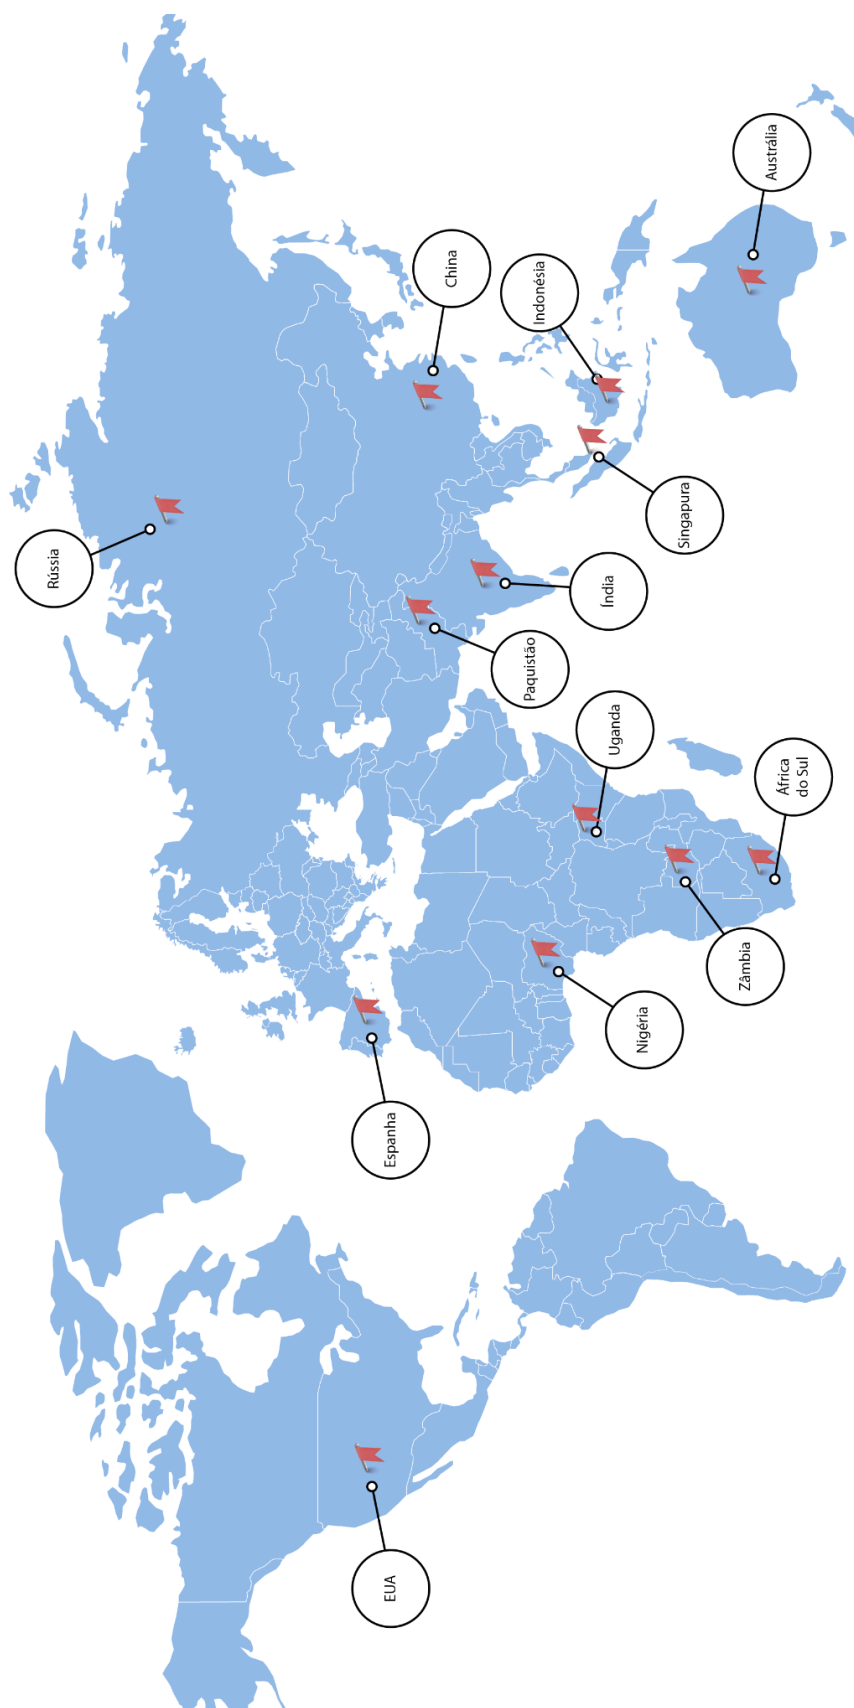 Rússia
China
Indonésia
Austrália
Singapura
Índia
Paquistão
Uganda
África
do Sul
Zâmbia
Nigéria
Espanha
EUA